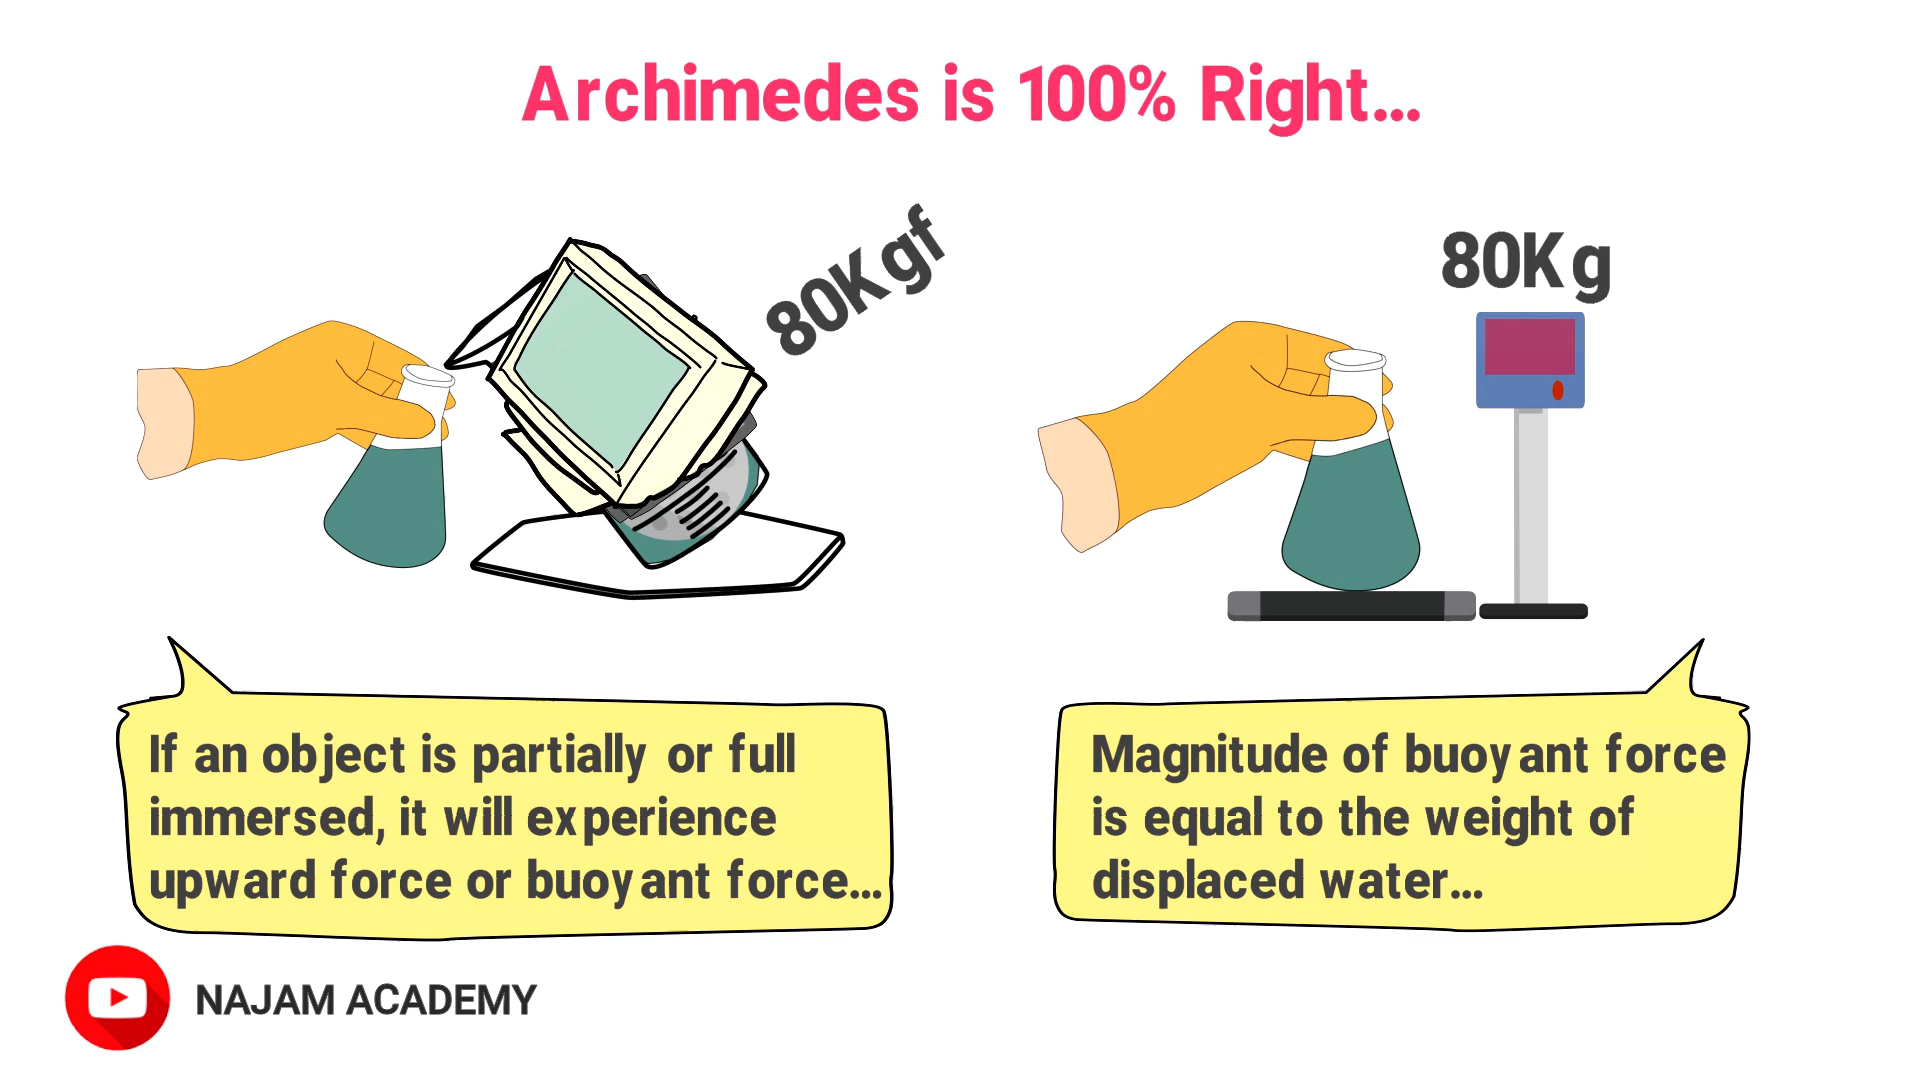 Archimedes is 100% Right...
80Kgf
80Kg
If an object is partially or full
immersed, it will experience
upward force or buoyant force...
Magnitude of buoyant force
is equal to the weight of
displaced water...
NAJAM ACADEMY